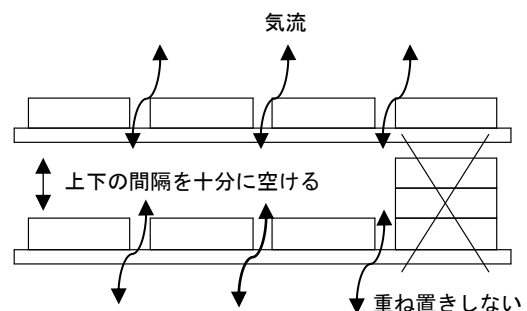 気流
上下の間隔を十分に空ける
重ね置きしない